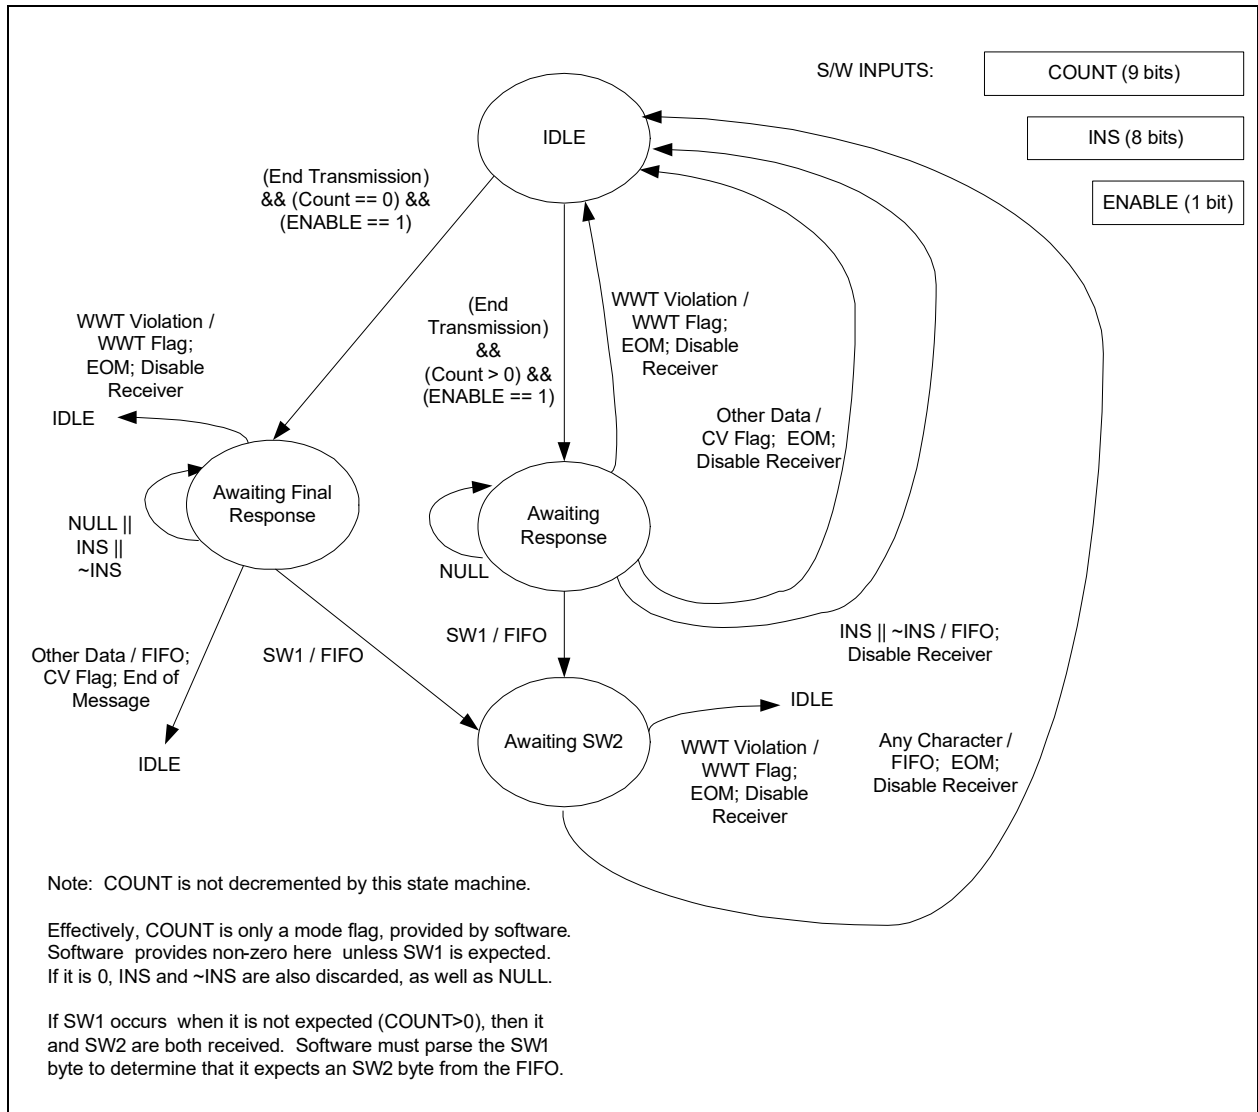 S/W INPUTS:
COUNT (9 bits)
INS (8 bits)
ENABLE (1 bit)
IDLE
(End Transmission)
&& (Count == 0) &&
(ENABLE == 1)
(End
Transmission)
&&
(Count > 0) &&
(ENABLE == 1)
WWT Violation /
WWT Flag;
EOM; Disable
Receiver
WWT Violation /
WWT Flag;
EOM; Disable
Receiver
IDLE
Other Data /
CV Flag; EOM;
Disable Receiver
Awaiting Final
Response
Awaiting
Response
NULL ||
INS ||
~INS
NULL
SW1 / FIFO
INS || ~INS / FIFO;
Disable Receiver
Other Data / FIFO;
CV Flag; End of
Message
SW1 / FIFO
IDLE
IDLE
Awaiting SW2
WWT Violation /
WWT Flag;
EOM; Disable
Receiver
Any Character /
FIFO; EOM;
Disable Receiver
Note: COUNT is not decremented by this state machine.
Effectively, COUNT is only a mode flag, provided by software.
Software provides non-zero here unless SW1 is expected.
If it is 0, INS and ~INS are also discarded, as well as NULL.
If SW1 occurs when it is not expected (COUNT>0), then it
and SW2 are both received. Software must parse the SW1
byte to determine that it expects an SW2 byte from the FIFO.